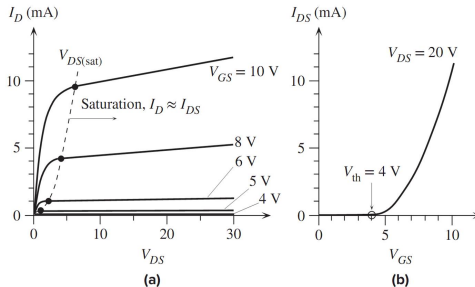 I_D (mA)
V_DS(sat)
10
V_GS = 10 V
Saturation, I_D ≈ I_DS
5
8 V
6 V
5 V
4 V
0
0 10 20 30
V_DS
(a)
I_DS (mA)
V_DS = 20 V
10
5
V_th = 4 V
0
0 5 10
V_GS
(b)